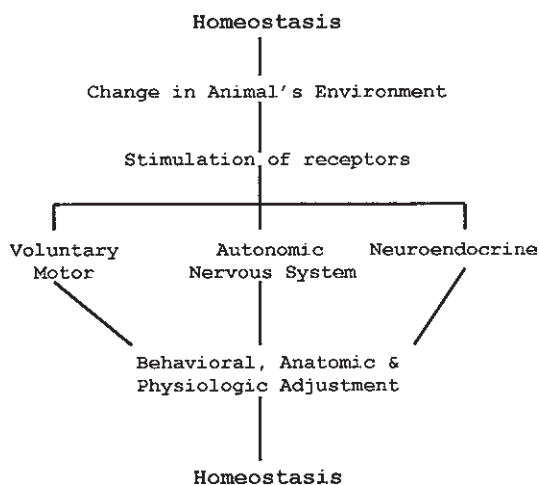 Homeostasis
Change in Animal's Environment
Stimulation of receptors
Voluntary
Motor
Autonomic
Nervous System
Neuroendocrine
Behavioral, Anatomic &
Physiologic Adjustment
Homeostasis